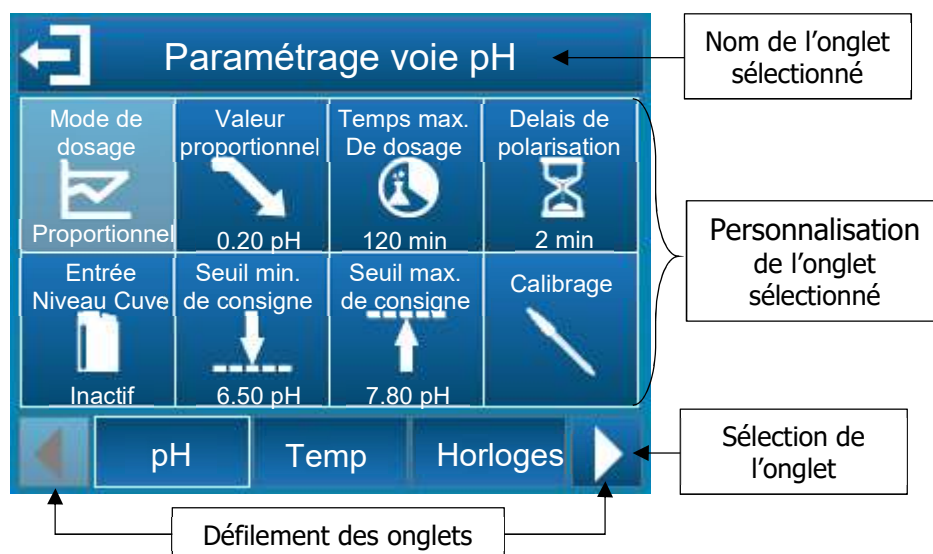 Paramétrage voie pH
Nom de l'onglet
sélectionné
Mode de
dosage
Proportionnel
Valeur
proportionnel
0.20 pH
Temps max.
De dosage
120 min
Delais de
polarisation
2 min
Personnalisation
de l'onglet
sélectionné
Entrée
Niveau Cuve
Inactif
Seuil min.
de consigne
6.50 pH
Seuil max.
de consigne
7.80 pH
Calibrage
pH
Temp
Horloges
Sélection de
l'onglet
Défilement des onglets